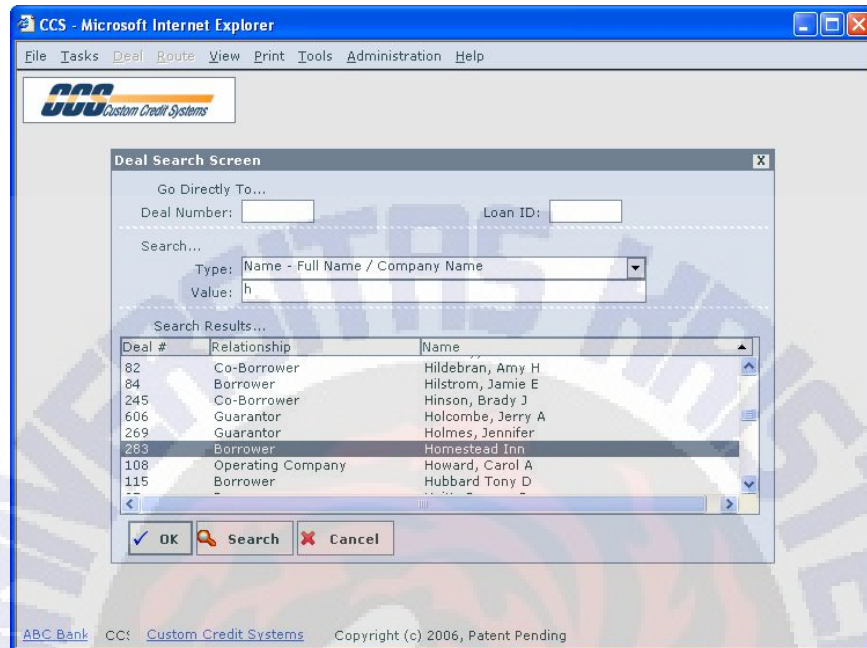 CCS - Microsoft Internet Explorer
File Tasks Deal Route View Print Tools Administration Help
CCS Custom Credit Systems
Deal Search Screen
Go Directly To...
Deal Number: Loan ID:
Search...
Type: Name - Full Name / Company Name
Value: h
Search Results...
Deal # Relationship Name
82 Co-Borrower Hildebran, Amy H
84 Borrower Hilstrom, Jamie E
245 Co-Borrower Hinson, Brady J
606 Guarantor Holcombe, Jerry A
269 Guarantor Holmes, Jennifer
283 Borrower Homestead Inn
108 Operating Company Howard, Carol A
115 Borrower Hubbard Tony D
OK Search Cancel
ABC Bank CCS Custom Credit Systems Copyright (c) 2006, Patent Pending
UNIVERSITAS KRISTE